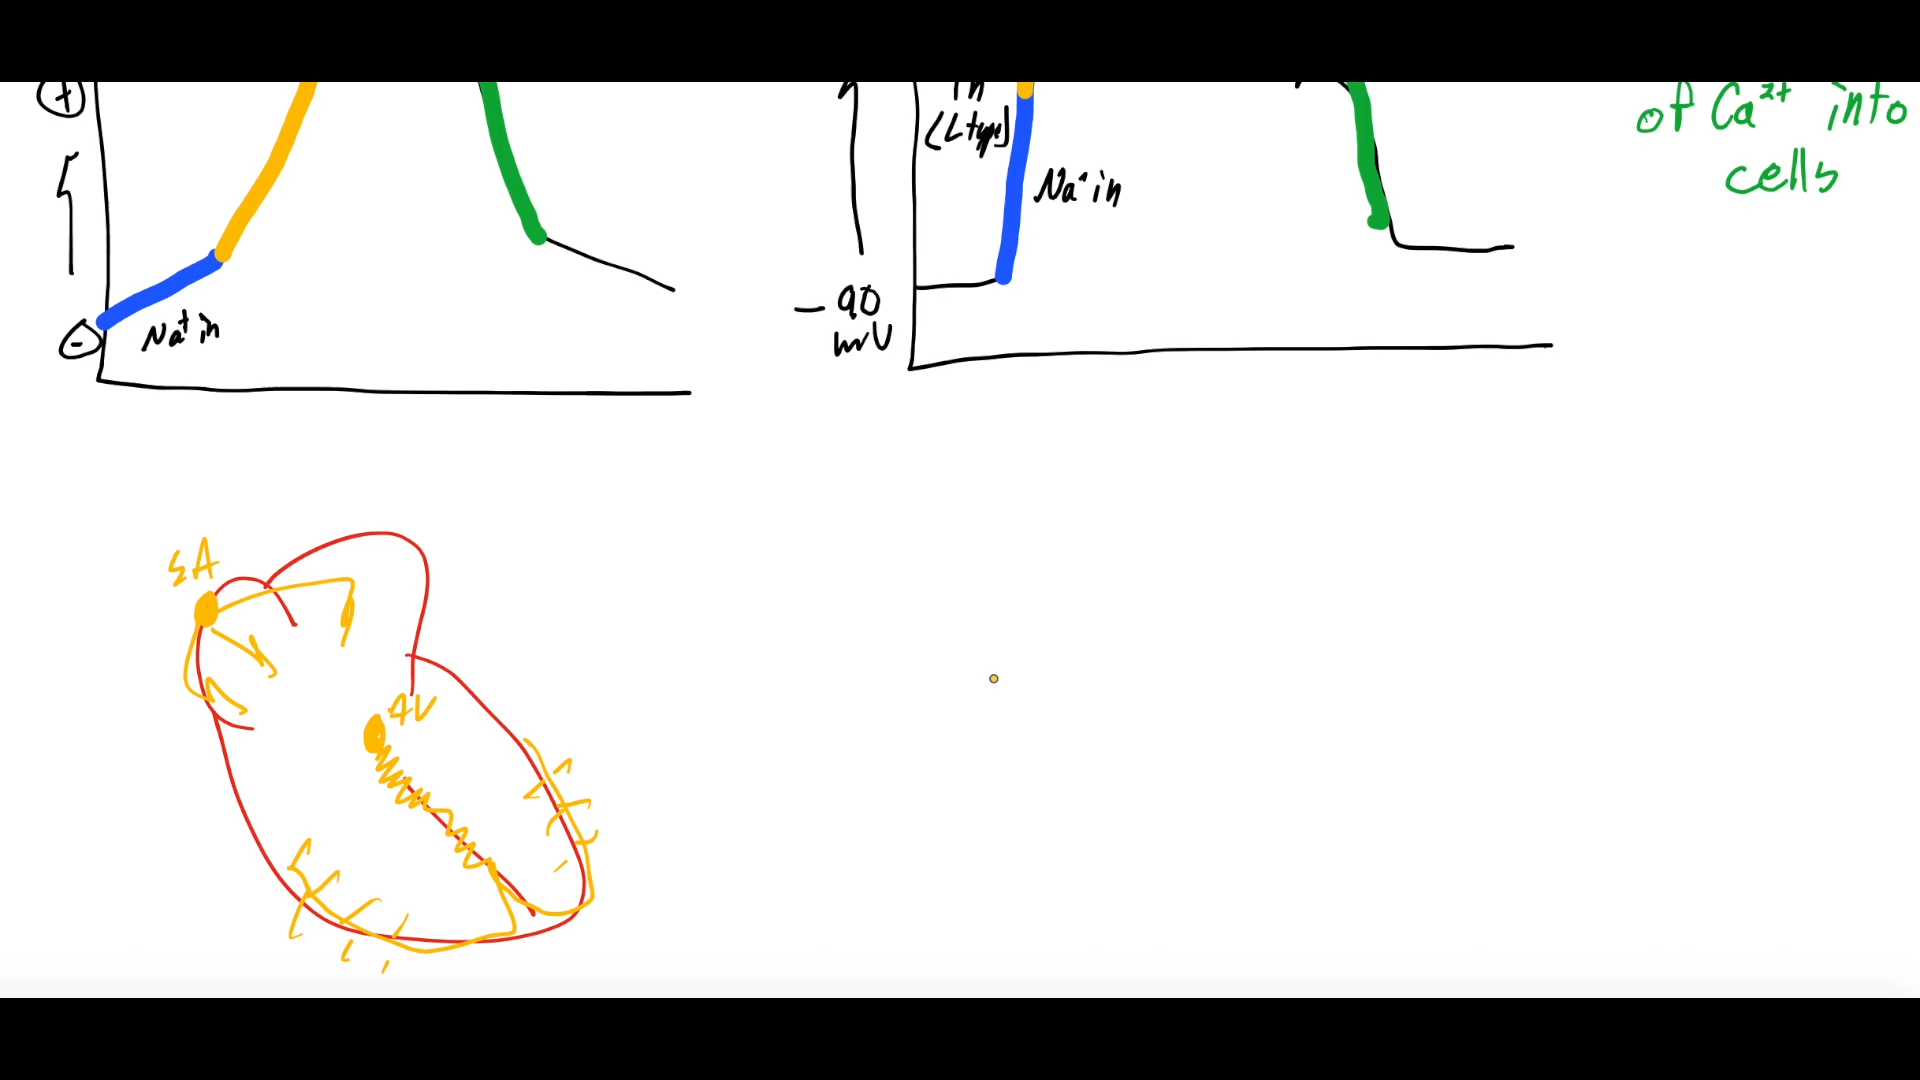 +
in
(L type)
of Ca²⁺ into
cells
Na⁺ in
- 90
mV
-
Na⁺ in
SA
AV